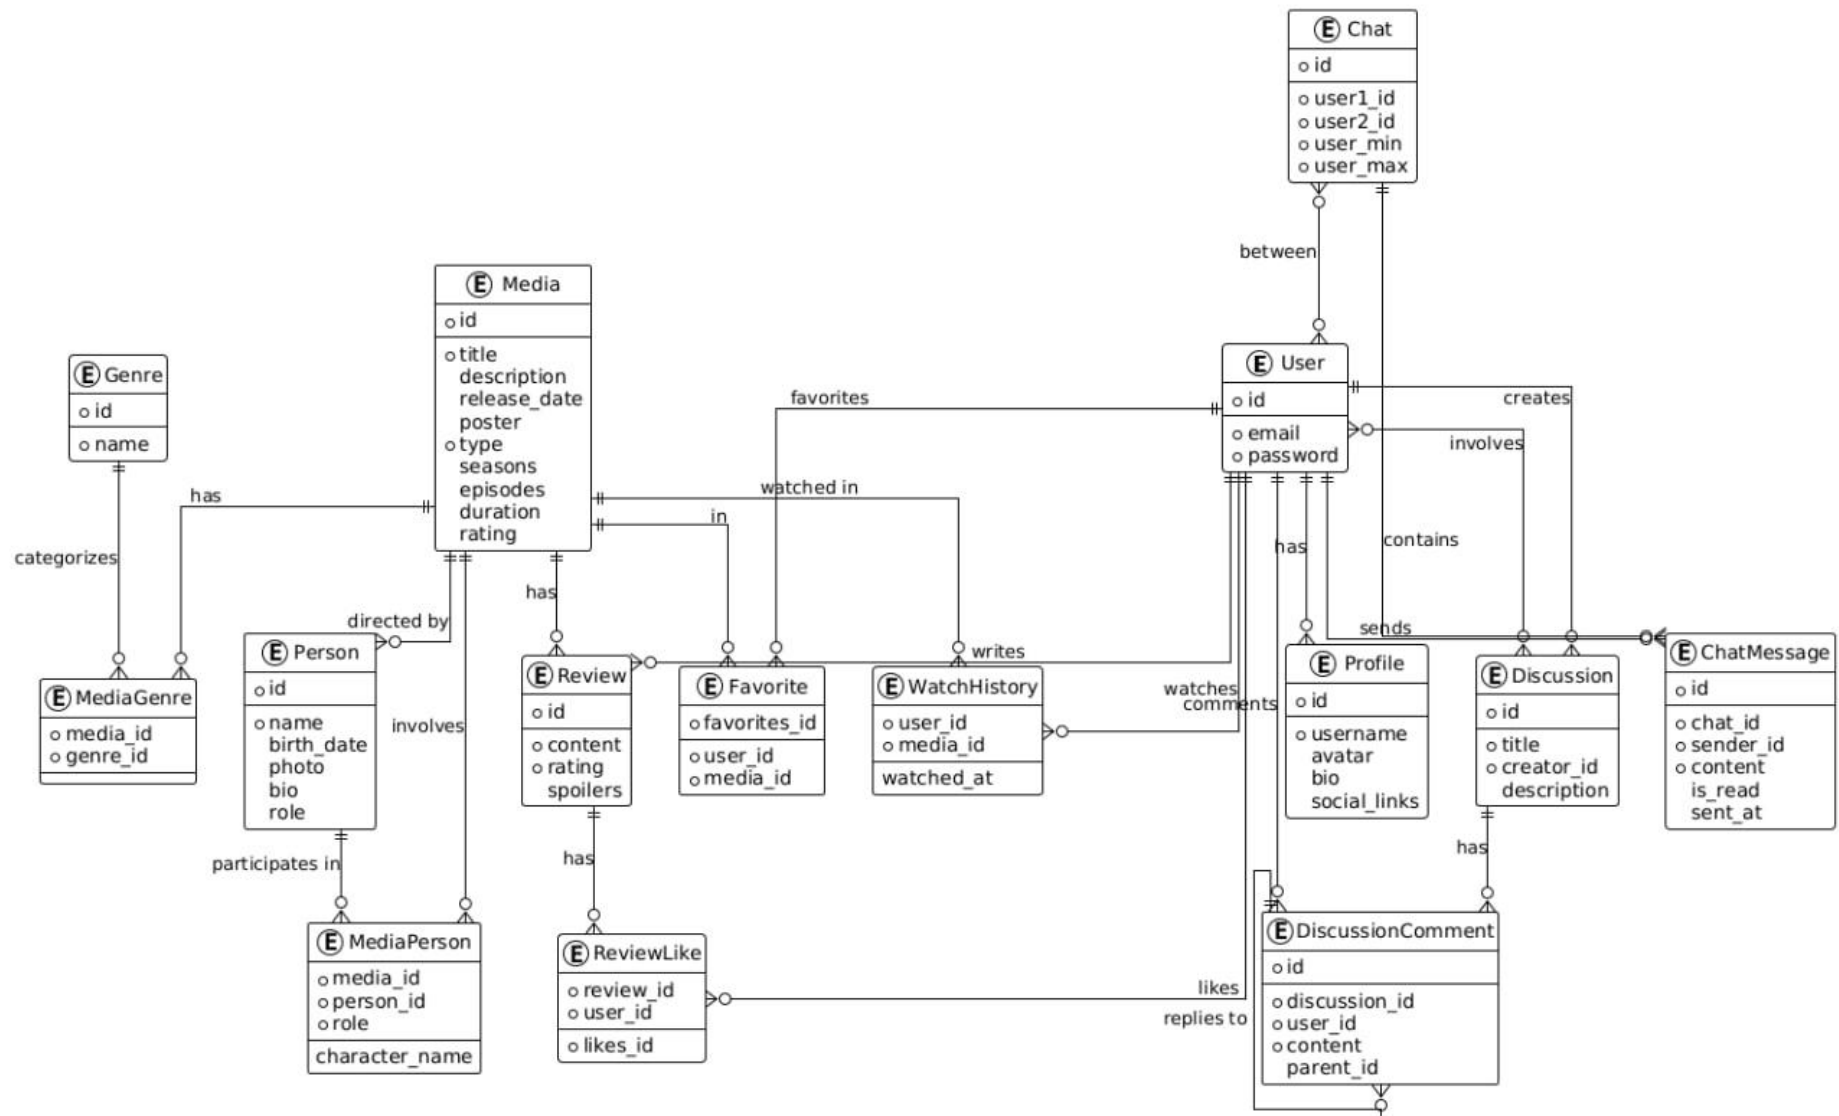 E Chat
id
user1_id
user2_id
user_min
user_max
between
E Media
id
title
description
release_date
poster
type
seasons
episodes
duration
rating
E Genre
id
name
E User
id
email
password
favorites
creates
involves
has
watched in
in
categorizes
has
contains
has
directed by
sends
writes
E Person
id
name
birth_date
photo
bio
role
E MediaGenre
media_id
genre_id
involves
E Review
id
content
rating
spoilers
E Favorite
favorites_id
user_id
media_id
E WatchHistory
user_id
media_id
watched_at
watches
comments
E Profile
id
username
avatar
bio
social_links
E Discussion
id
title
creator_id
description
E ChatMessage
id
chat_id
sender_id
content
is_read
sent_at
participates in
has
has
E MediaPerson
media_id
person_id
role
character_name
E ReviewLike
review_id
user_id
likes_id
likes
replies to
E DiscussionComment
id
discussion_id
user_id
content
parent_id